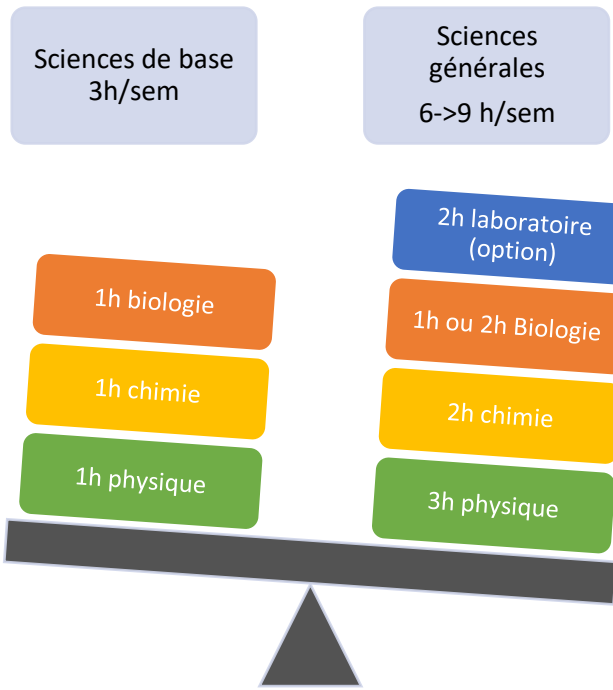 Sciences de base
3h/sem
Sciences
générales
6->9 h/sem
1h biologie
1h chimie
1h physique
2h laboratoire
(option)
1h ou 2h Biologie
2h chimie
3h physique